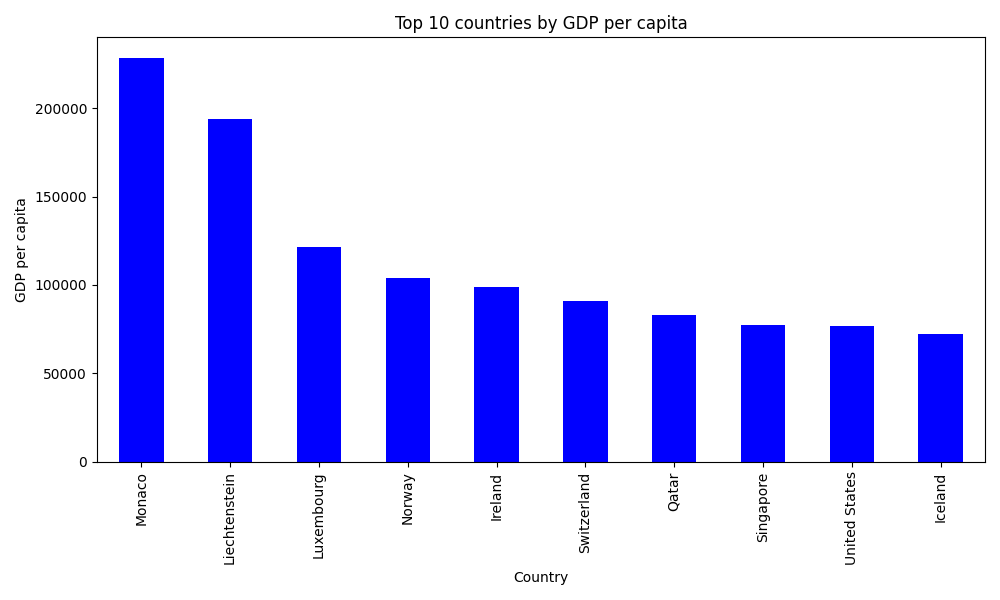 Top 10 countries by GDP per capita
GDP per capita
200000
150000
100000
50000
0
Monaco
Liechtenstein
Luxembourg
Norway
Ireland
Switzerland
Qatar
Singapore
United States
Iceland
Country